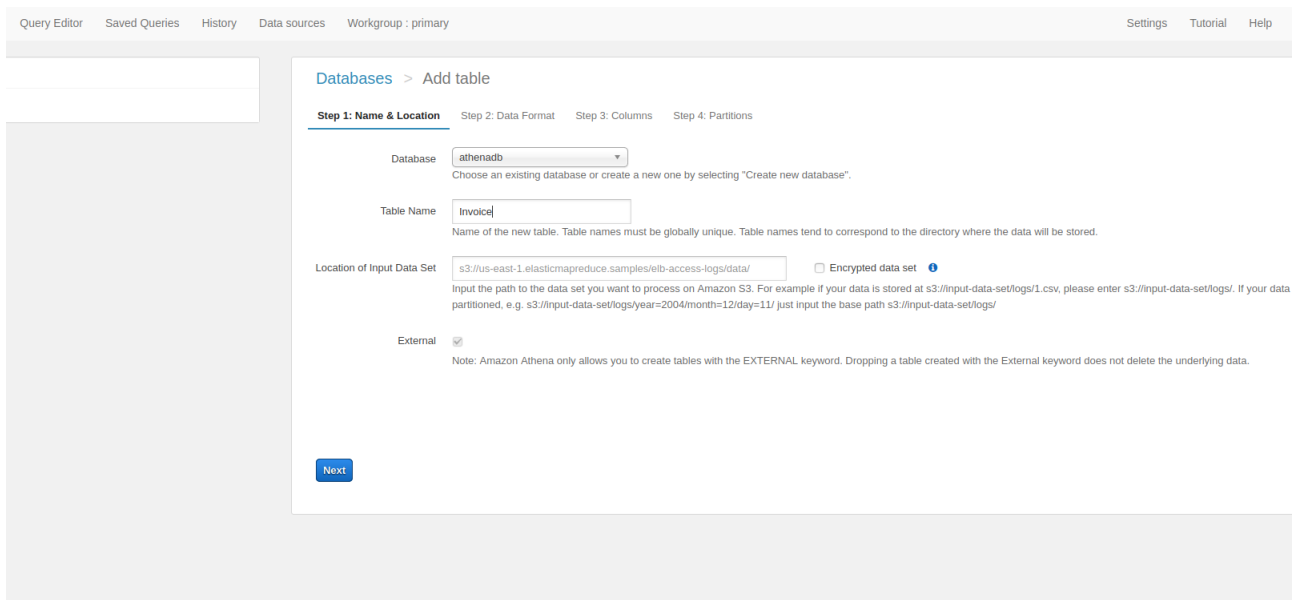 Query Editor Saved Queries History Data sources Workgroup : primary Settings Tutorial Help
Databases > Add table
Step 1: Name & Location Step 2: Data Format Step 3: Columns Step 4: Partitions
Database athenadb
Choose an existing database or create a new one by selecting "Create new database".
Table Name Invoice
Name of the new table. Table names must be globally unique. Table names tend to correspond to the directory where the data will be stored.
Location of Input Data Set s3://us-east-1.elasticmapreduce.samples/elb-access-logs/data/ Encrypted data set
Input the path to the data set you want to process on Amazon S3. For example if your data is stored at s3://input-data-set/logs/1.csv, please enter s3://input-data-set/logs/. If your data
partitioned, e.g. s3://input-data-set/logs/year=2004/month=12/day=11/ just input the base path s3://input-data-set/logs/
External
Note: Amazon Athena only allows you to create tables with the EXTERNAL keyword. Dropping a table created with the External keyword does not delete the underlying data.
Next